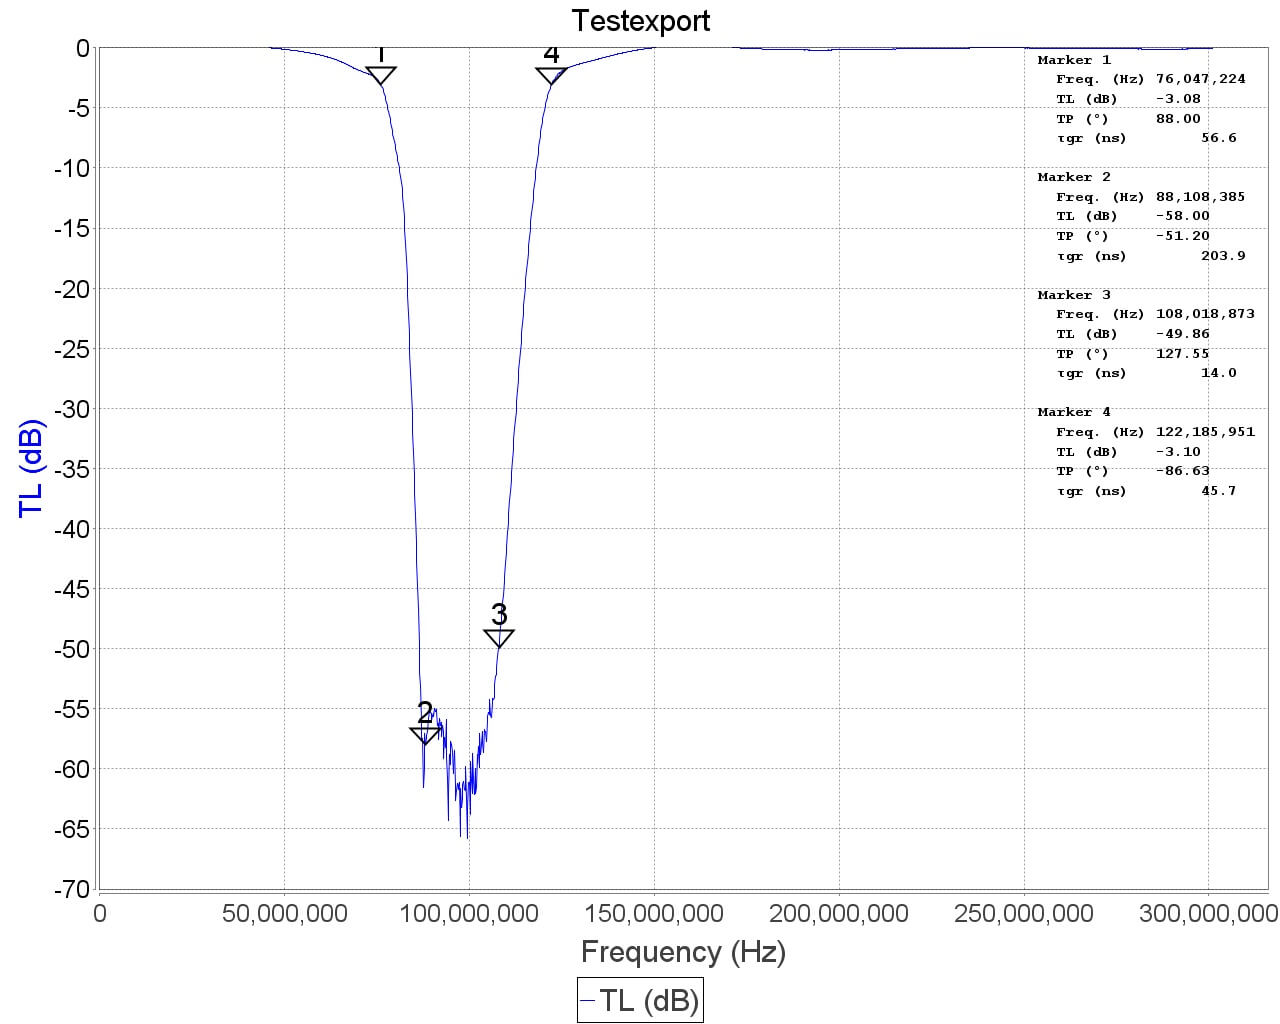 Testexport
1
4
2
3
0
-5
-10
-15
-20
-25
-30
-35
-40
-45
-50
-55
-60
-65
-70
TL (dB)
Marker 1
Freq. (Hz) 76,047,224
TL (dB) -3.08
TP (°) 88.00
τgr (ns) 56.6
Marker 2
Freq. (Hz) 88,108,385
TL (dB) -58.00
TP (°) -51.20
τgr (ns) 203.9
Marker 3
Freq. (Hz) 108,018,873
TL (dB) -49.86
TP (°) 127.55
τgr (ns) 14.0
Marker 4
Freq. (Hz) 122,185,951
TL (dB) -3.10
TP (°) -86.63
τgr (ns) 45.7
0 50,000,000 100,000,000 150,000,000 200,000,000 250,000,000 300,000,000
Frequency (Hz)
TL (dB)